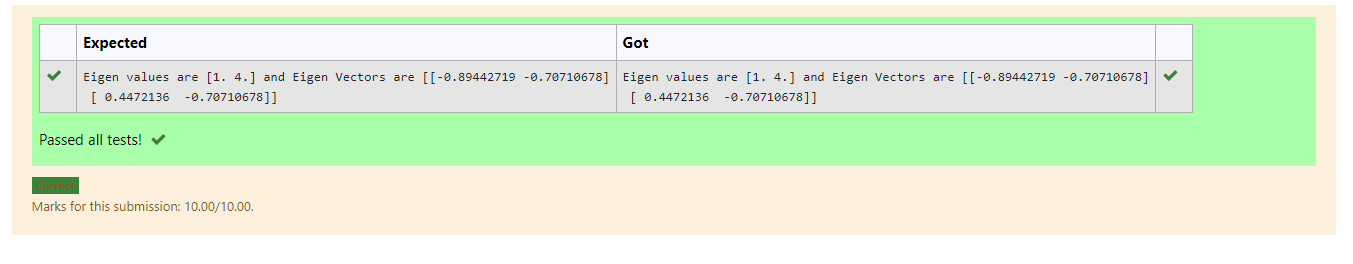 Expected Got
Eigen values are [1. 4.] and Eigen Vectors are [[-0.89442719 -0.70710678] Eigen values are [1. 4.] and Eigen Vectors are [[-0.89442719 -0.70710678]
[ 0.4472136  -0.70710678]] [ 0.4472136  -0.70710678]]
Passed all tests!
Correct
Marks for this submission: 10.00/10.00.